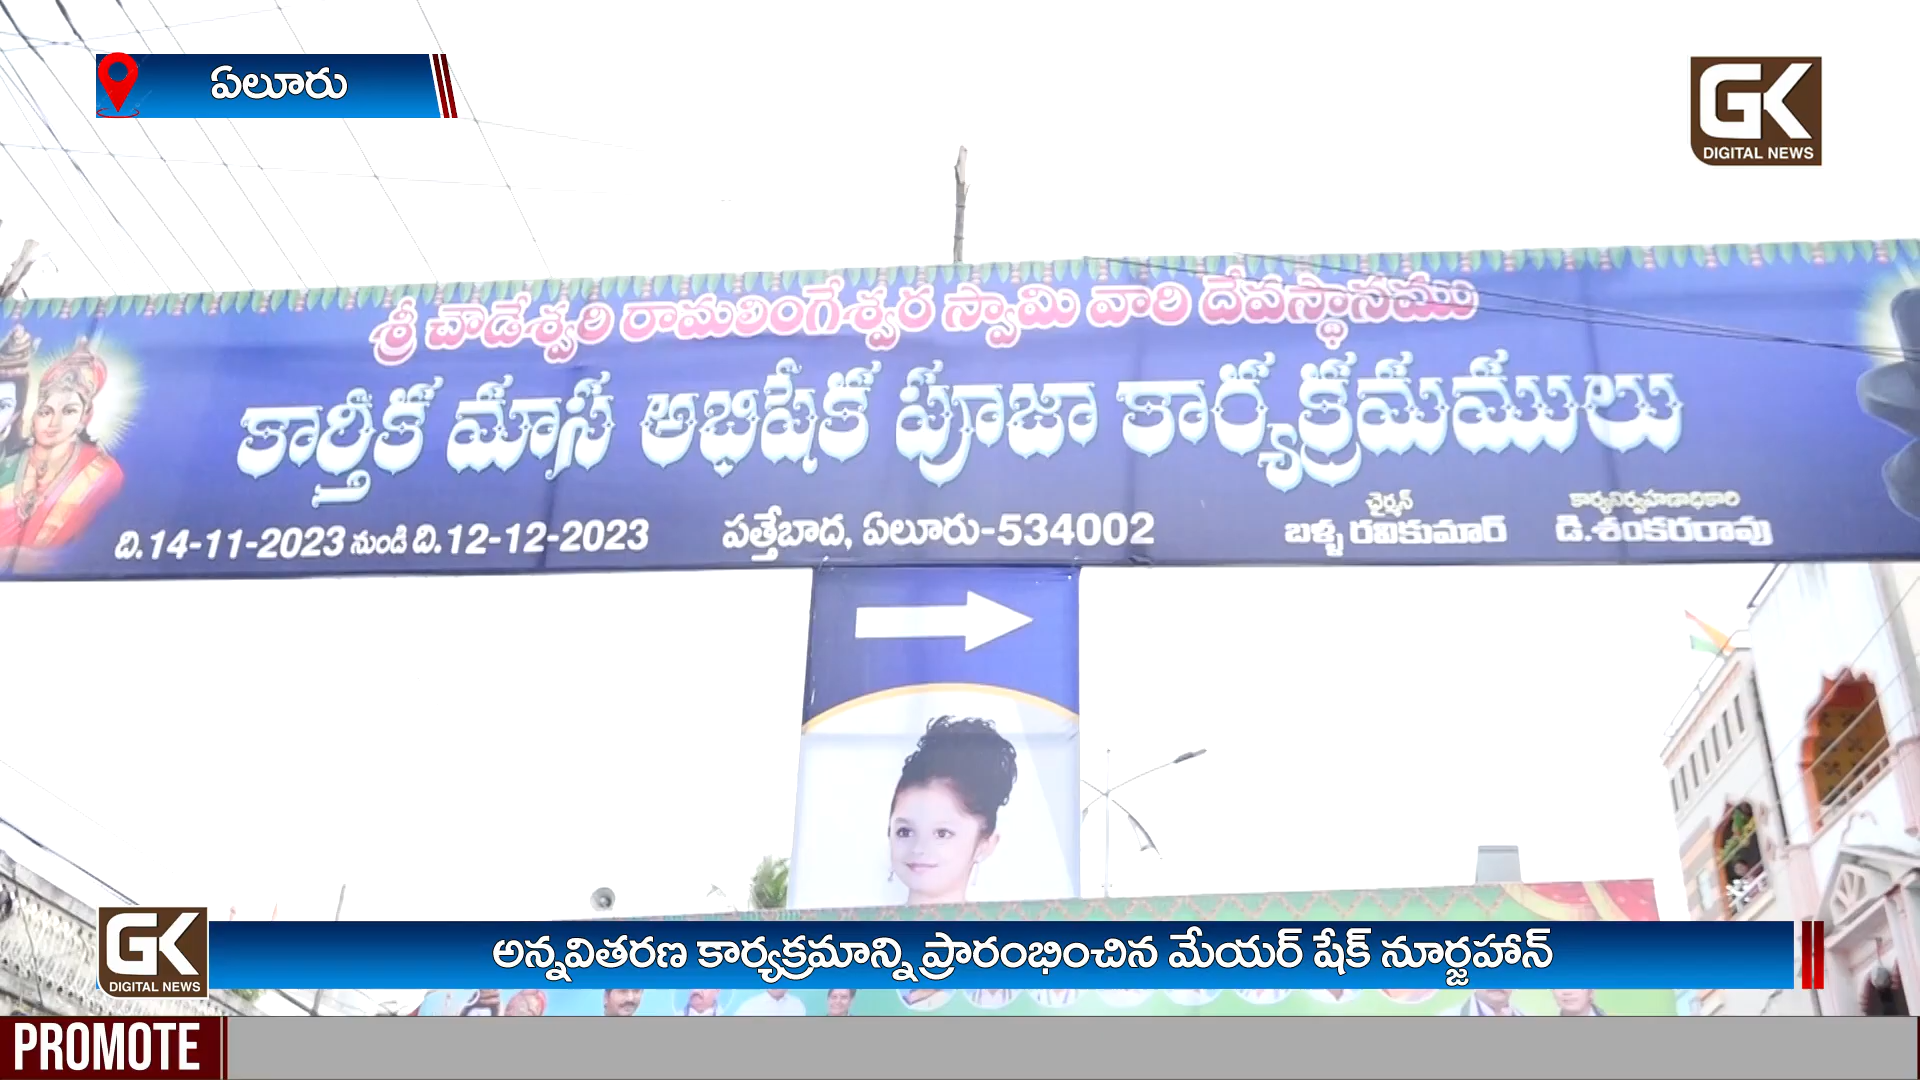 ఏలూరు
GK
DIGITAL NEWS
శ్రీ చౌడేశ్వరి రామలింగేశ్వర స్వామి వారి దేవస్థానము
కార్తీక మాస అభిషేక పూజా కార్యక్రమములు
చైర్మన్
కార్యనిర్వహణాధికారి
ది.14-11-2023 నుండి ది.12-12-2023
పత్తేబాద, ఏలూరు-534002
బళ్ళ రవికుమార్
డి.శంకరరావు
GK
DIGITAL NEWS
అన్నవితరణ కార్యక్రమాన్ని ప్రారంభించిన మేయర్ షేక్ నూర్జహాన్
PROMOTE